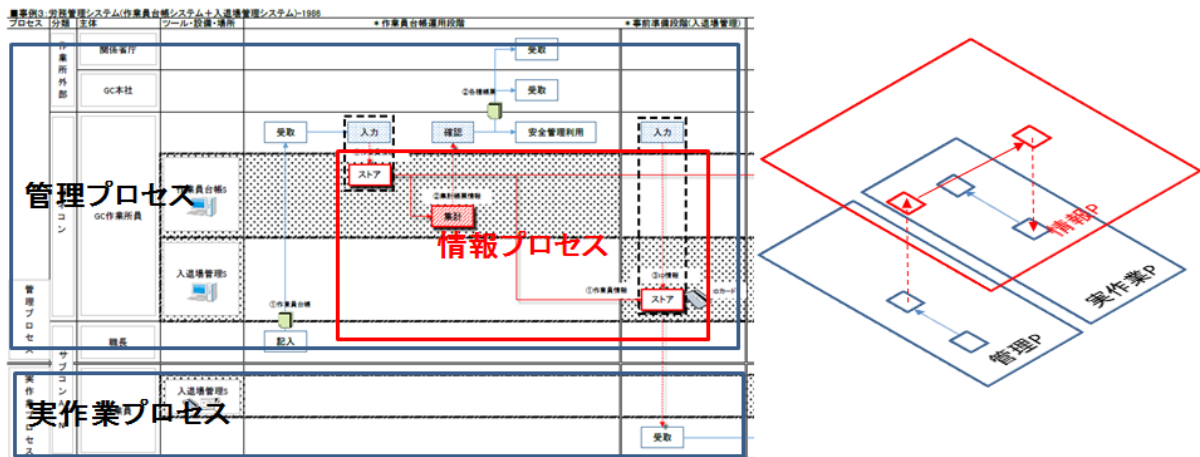 ■事例3:労務管理システム(作業員台帳システム+入退場管理システム)-1986
プロセス 分類 主体 ツール・設備・場所 *作業員台帳運用段階 *事前準備段階(入退場管理)
作業所外部
関係省庁
受取
GC本社
②各種帳票
受取
受取
入力
確認
安全管理利用
入力
管理プロセス
作業員台帳S
GC作業所員
ストア
②集計帳票情報
集計
情報プロセス
入退場管理S
③ID情報
①作業員情報
ストア
IDカード
①作業員台帳
管理プロセス
職長
記入
サブコン
実作業プロセス
入退場管理S
実作業プロセス
受取
情報P
実作業P
管理P